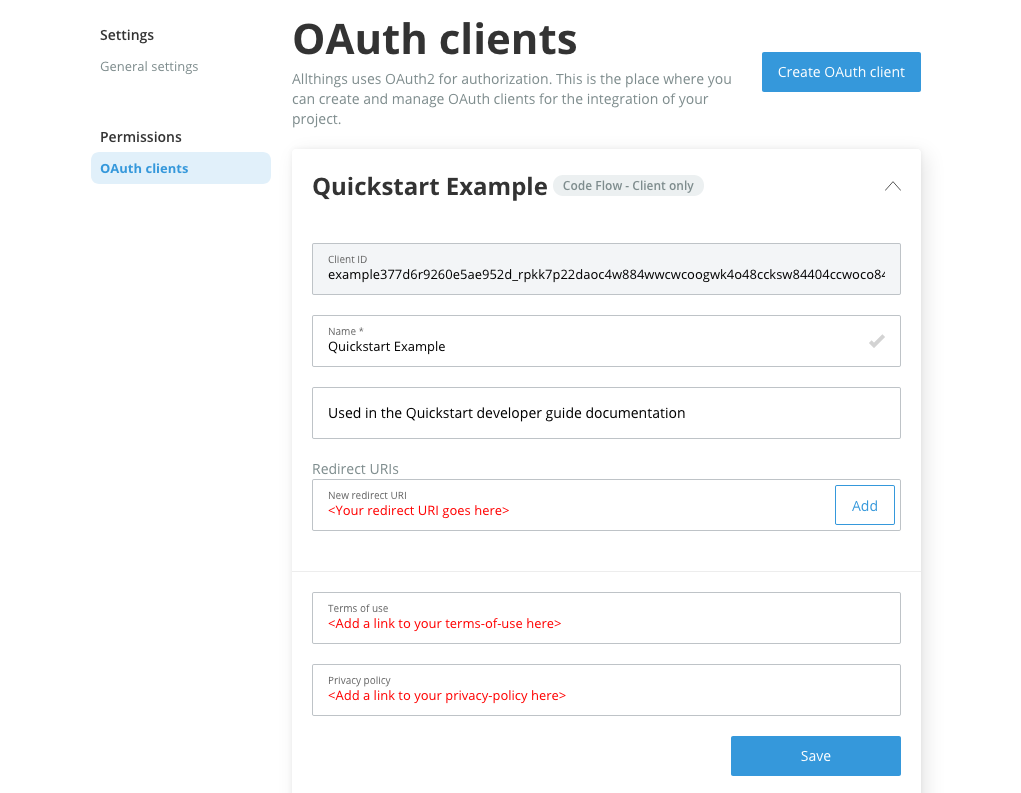 Settings
General settings
Permissions
OAuth clients
OAuth clients
Allthings uses OAuth2 for authorization. This is the place where you
can create and manage OAuth clients for the integration of your
project.
Create OAuth client
Quickstart Example Code Flow - Client only
Client ID
example377d6r9260e5ae952d_rpkk7p22daoc4w884wwcwcoogwk4o48ccksw84404ccwoco84
Name *
Quickstart Example
Used in the Quickstart developer guide documentation
Redirect URIs
New redirect URI
<Your redirect URI goes here>
Add
Terms of use
<Add a link to your terms-of-use here>
Privacy policy
<Add a link to your privacy-policy here>
Save